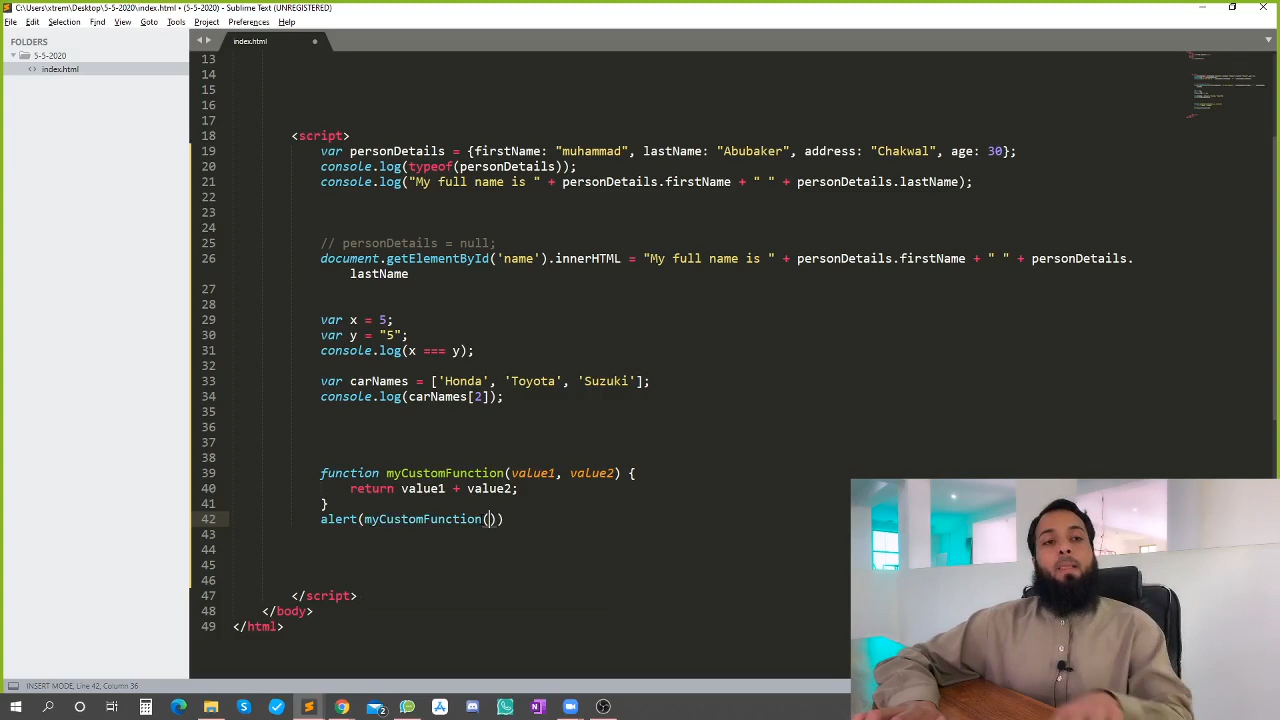 C:\Users\xtrem\Desktop\5-5-2020\index.html • (5-5-2020) - Sublime Text (UNREGISTERED)
File Edit Selection Find View Goto Tools Project Preferences Help
FOLDERS
5-5-2020
index.html
index.html
13
14
15
16
17
18 <script>
19 var personDetails = {firstName: "muhammad", lastName: "Abubaker", address: "Chakwal", age: 30};
20 console.log(typeof(personDetails));
21 console.log("My full name is " + personDetails.firstName + " " + personDetails.lastName);
22
23
24
25 // personDetails = null;
26 document.getElementById('name').innerHTML = "My full name is " + personDetails.firstName + " " + personDetails.
lastName
27
28
29 var x = 5;
30 var y = "5";
31 console.log(x === y);
32
33 var carNames = ['Honda', 'Toyota', 'Suzuki'];
34 console.log(carNames[2]);
35
36
37
38
39 function myCustomFunction(value1, value2) {
40 return value1 + value2;
41 }
42 alert(myCustomFunction())
43
44
45
46
47 </script>
48 </body>
49 </html>
INSERT MODE, Line 42, Column 36